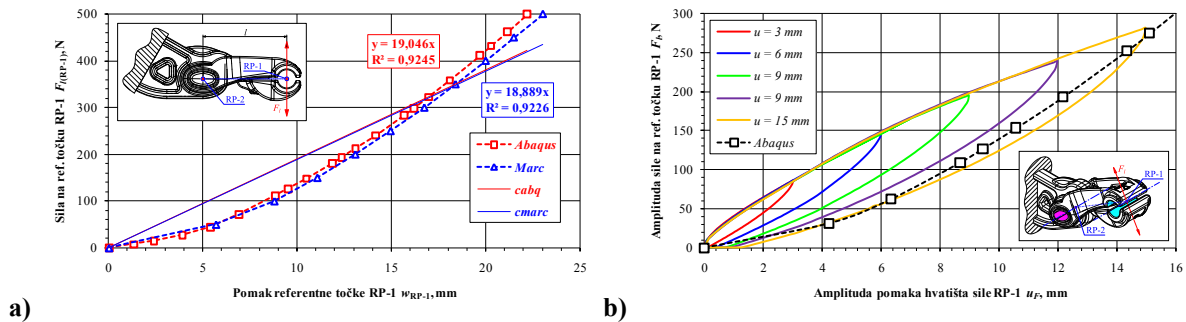 500
450
400
350
300
250
200
150
100
50
0
Sila na ref. točku RP-1 F_I(RP-1), N
l
RP-1
RP-2
F_I
y = 19,046x
R² = 0,9245
y = 18,889x
R² = 0,9226
Abaqus
Marc
cabq
cmarc
0 5 10 15 20 25
Pomak referentne točke RP-1 w_RP-1, mm
a)
300
250
200
150
100
50
0
Amplituda sile na ref. točku RP-1 F_I, N
u = 3 mm
u = 6 mm
u = 9 mm
u = 9 mm
u = 15 mm
Abaqus
F_I
RP-1
RP-2
0 2 4 6 8 10 12 14 16
Amplituda pomaka hvatišta sile RP-1 u_F, mm
b)